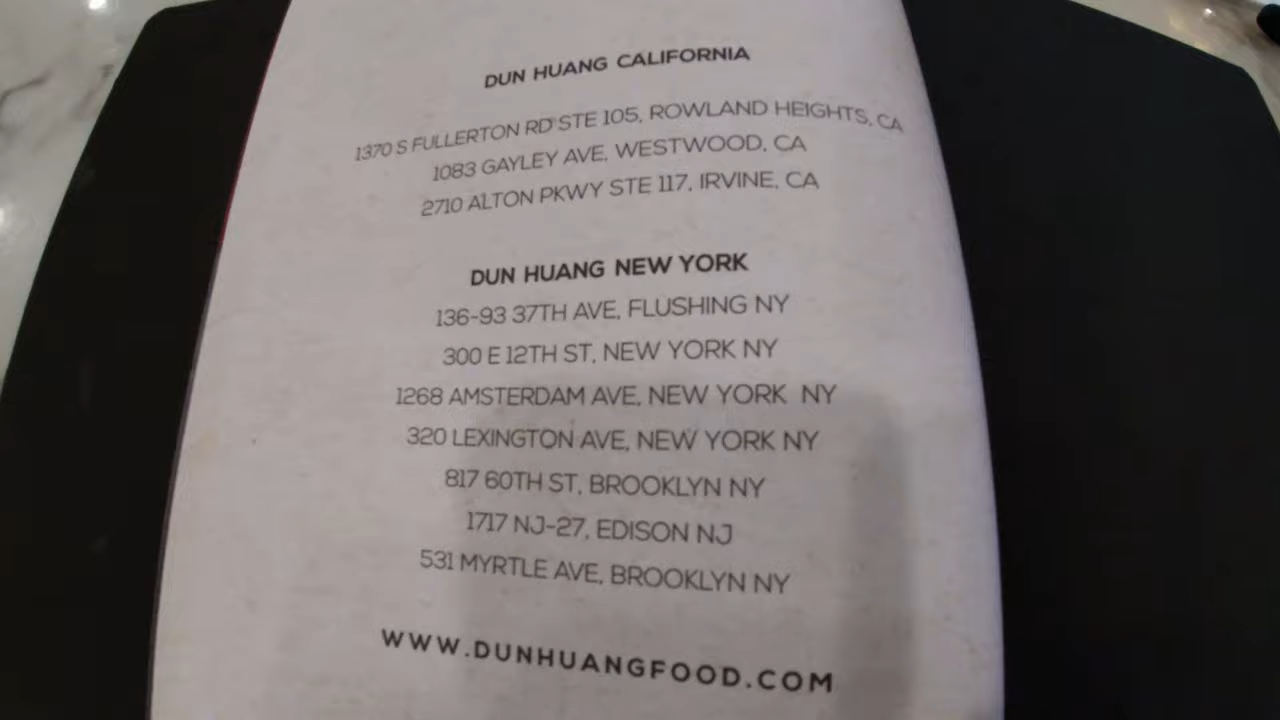 DUN HUANG CALIFORNIA
1370 S FULLERTON RD STE 105, ROWLAND HEIGHTS, CA
1083 GAYLEY AVE, WESTWOOD, CA
2710 ALTON PKWY STE 117, IRVINE, CA
DUN HUANG NEW YORK
136-93 37TH AVE, FLUSHING NY
300 E 12TH ST, NEW YORK NY
1268 AMSTERDAM AVE, NEW YORK NY
320 LEXINGTON AVE, NEW YORK NY
817 60TH ST, BROOKLYN NY
1717 NJ-27, EDISON NJ
531 MYRTLE AVE, BROOKLYN NY
WWW.DUNHUANGFOOD.COM